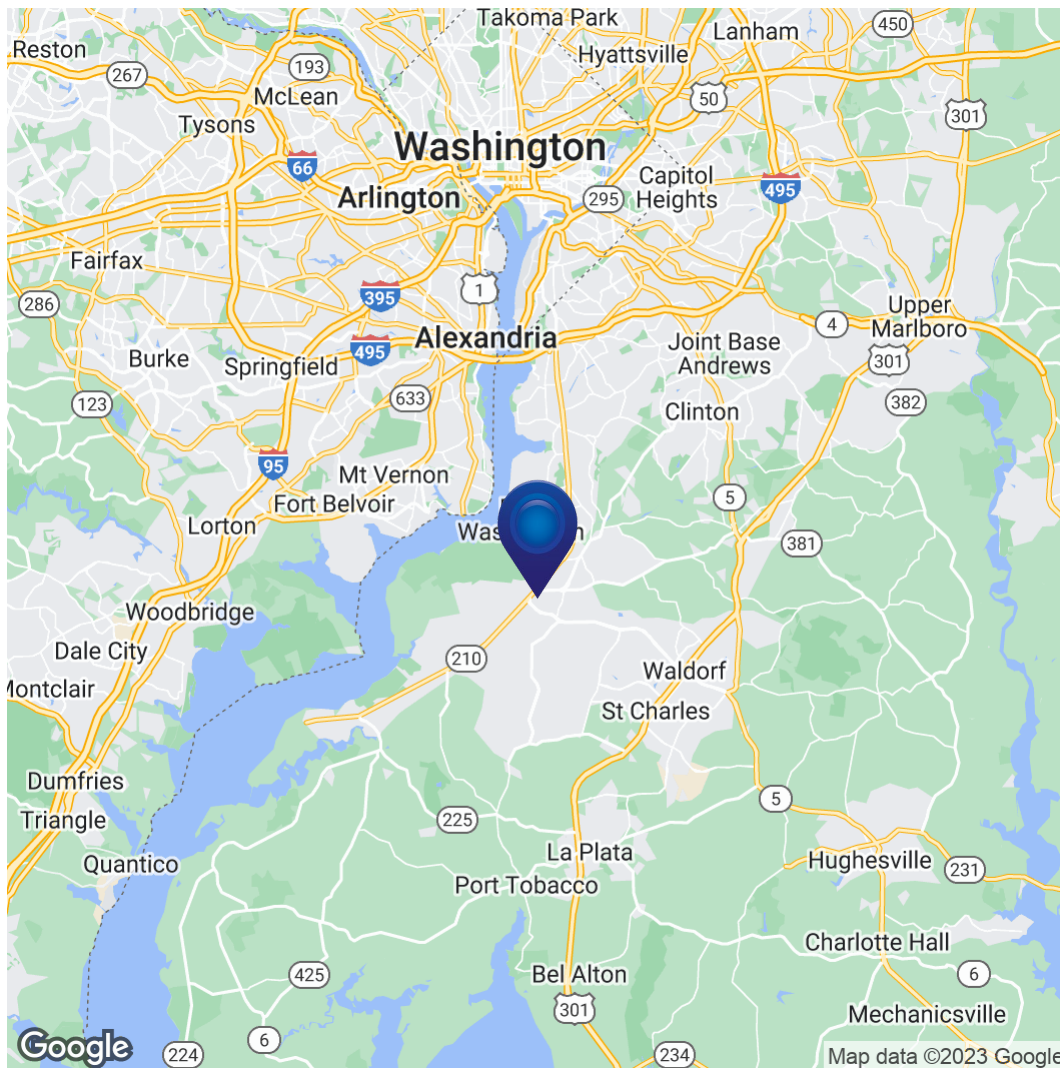 Takoma Park
450
Reston
193
Lanham
Hyattsville
267
McLean
50
301
Tysons
Washington
66
Capitol
Heights
495
Arlington
295
Fairfax
286
395
1
Upper
Marlboro
4
Alexandria
495
Joint Base
Andrews
301
Burke
Springfield
382
123
633
Clinton
95
Mt Vernon
5
Fort Belvoir
Lorton
381
Woodbridge
Dale City
210
Waldorf
Montclair
St Charles
Dumfries
5
Triangle
225
La Plata
Quantico
Hughesville
231
Port Tobacco
Charlotte Hall
425
Bel Alton
6
301
Mechanicsville
6
Google
224
234
Map data ©2023 Google